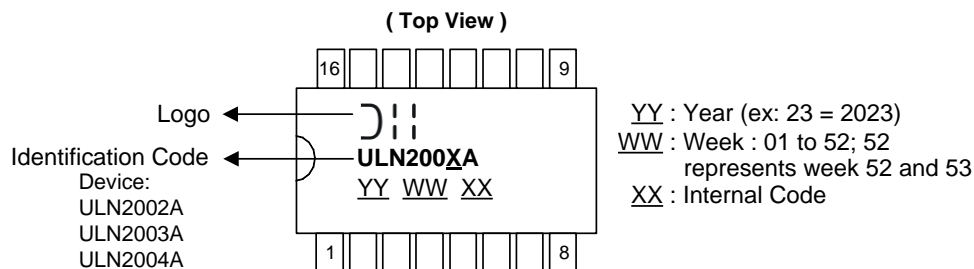 ( Top View )
16 9
Logo
Identification Code
Device:
ULN2002A
ULN2003A
ULN2004A
ULN200XA
YY WW XX
1 8
YY : Year (ex: 23 = 2023)
WW : Week : 01 to 52; 52
represents week 52 and 53
XX : Internal Code